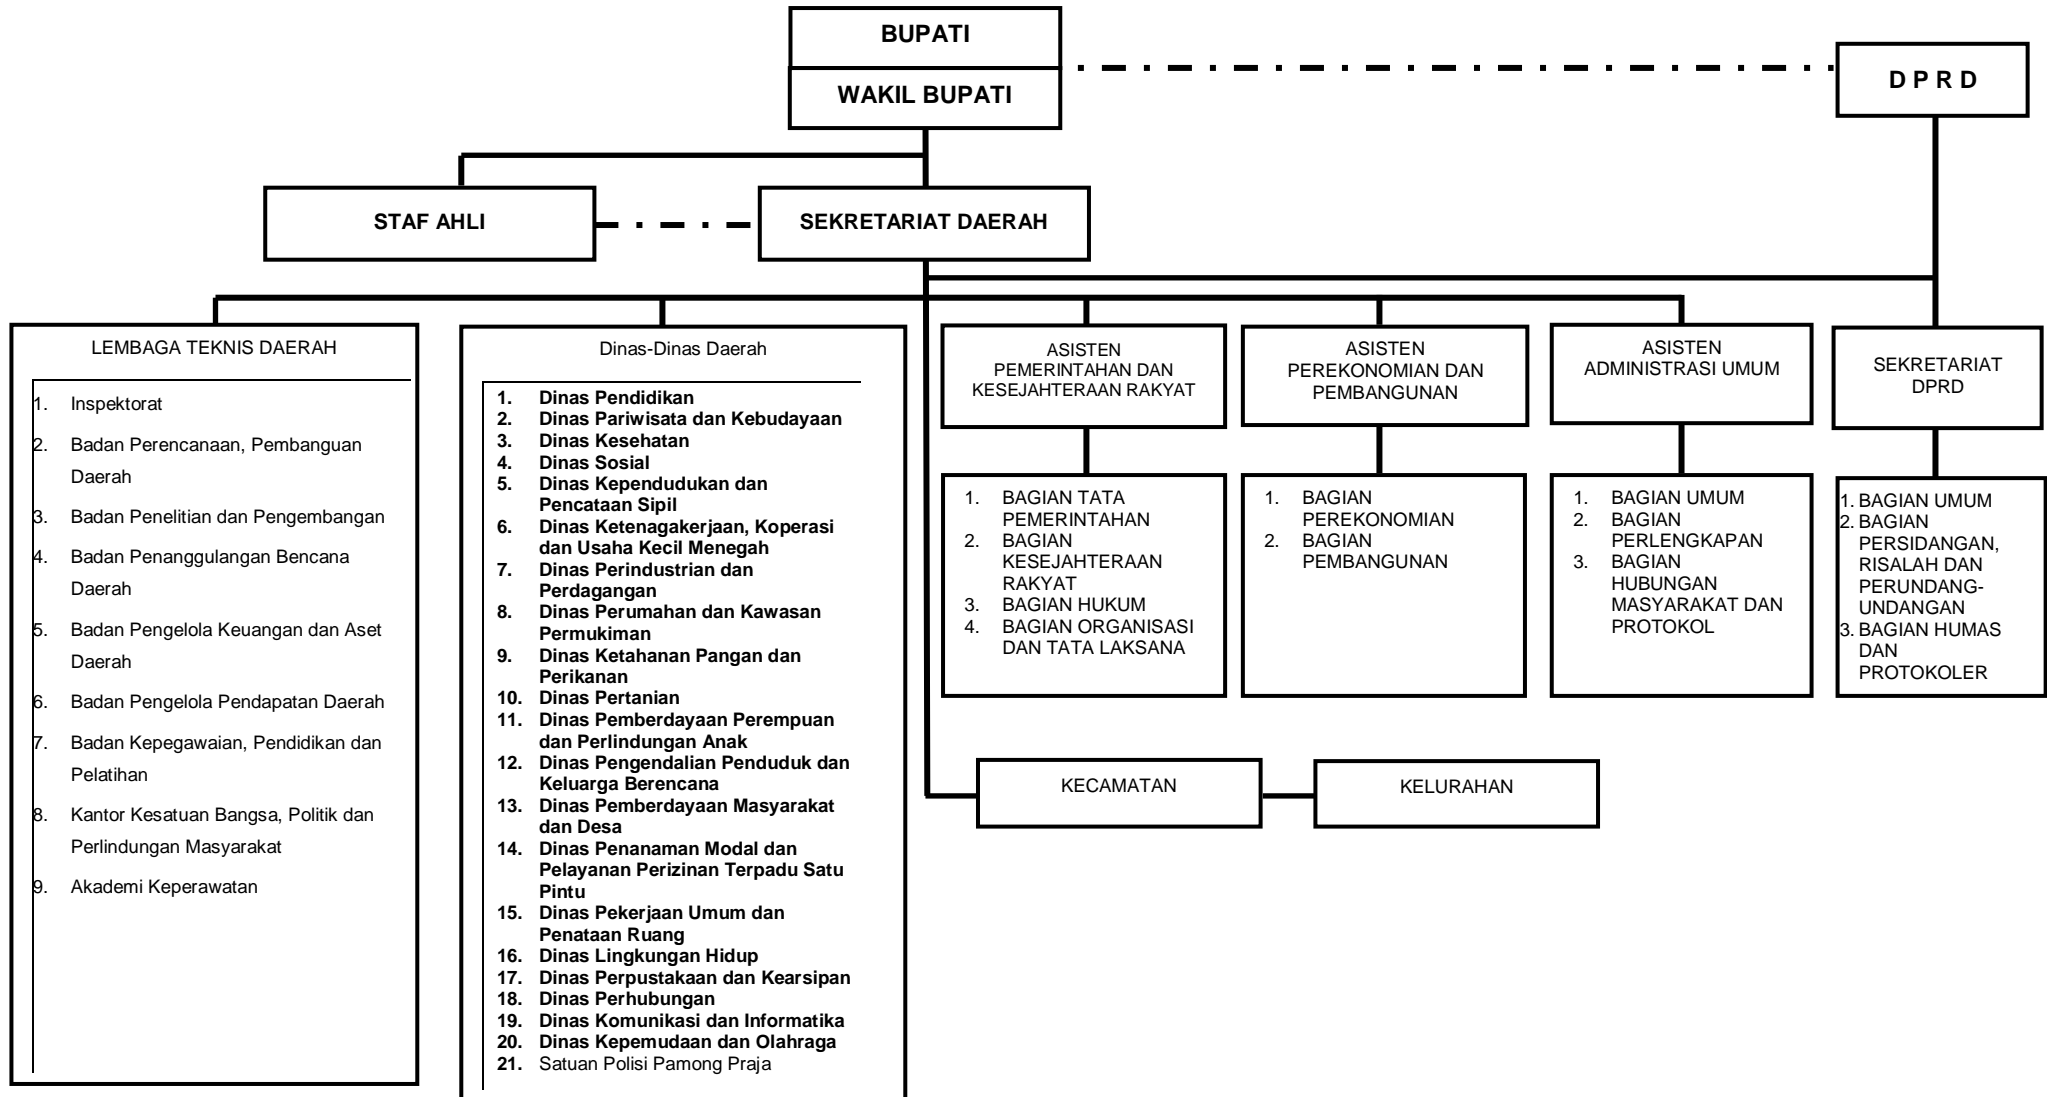 BUPATI
WAKIL BUPATI
D P R D
STAF AHLI
SEKRETARIAT DAERAH
LEMBAGA TEKNIS DAERAH
1. Inspektorat
2. Badan Perencanaan, Pembanguan
Daerah
3. Badan Penelitian dan Pengembangan
4. Badan Penanggulangan Bencana
Daerah
5. Badan Pengelola Keuangan dan Aset
Daerah
6. Badan Pengelola Pendapatan Daerah
7. Badan Kepegawaian, Pendidikan dan
Pelatihan
8. Kantor Kesatuan Bangsa, Politik dan
Perlindungan Masyarakat
9. Akademi Keperawatan
Dinas-Dinas Daerah
1. Dinas Pendidikan
2. Dinas Pariwisata dan Kebudayaan
3. Dinas Kesehatan
4. Dinas Sosial
5. Dinas Kependudukan dan
Pencataan Sipil
6. Dinas Ketenagakerjaan, Koperasi
dan Usaha Kecil Menegah
7. Dinas Perindustrian dan
Perdagangan
8. Dinas Perumahan dan Kawasan
Permukiman
9. Dinas Ketahanan Pangan dan
Perikanan
10. Dinas Pertanian
11. Dinas Pemberdayaan Perempuan
dan Perlindungan Anak
12. Dinas Pengendalian Penduduk dan
Keluarga Berencana
13. Dinas Pemberdayaan Masyarakat
dan Desa
14. Dinas Penanaman Modal dan
Pelayanan Perizinan Terpadu Satu
Pintu
15. Dinas Pekerjaan Umum dan
Penataan Ruang
16. Dinas Lingkungan Hidup
17. Dinas Perpustakaan dan Kearsipan
18. Dinas Perhubungan
19. Dinas Komunikasi dan Informatika
20. Dinas Kepemudaan dan Olahraga
21. Satuan Polisi Pamong Praja
ASISTEN
PEMERINTAHAN DAN
KESEJAHTERAAN RAKYAT
1. BAGIAN TATA
PEMERINTAHAN
2. BAGIAN
KESEJAHTERAAN
RAKYAT
3. BAGIAN HUKUM
4. BAGIAN ORGANISASI
DAN TATA LAKSANA
ASISTEN
PEREKONOMIAN DAN
PEMBANGUNAN
1. BAGIAN
PEREKONOMIAN
2. BAGIAN
PEMBANGUNAN
ASISTEN
ADMINISTRASI UMUM
1. BAGIAN UMUM
2. BAGIAN
PERLENGKAPAN
3. BAGIAN
HUBUNGAN
MASYARAKAT DAN
PROTOKOL
SEKRETARIAT
DPRD
1. BAGIAN UMUM
2. BAGIAN
PERSIDANGAN,
RISALAH DAN
PERUNDANG-
UNDANGAN
3. BAGIAN HUMAS
DAN
PROTOKOLER
KECAMATAN
KELURAHAN